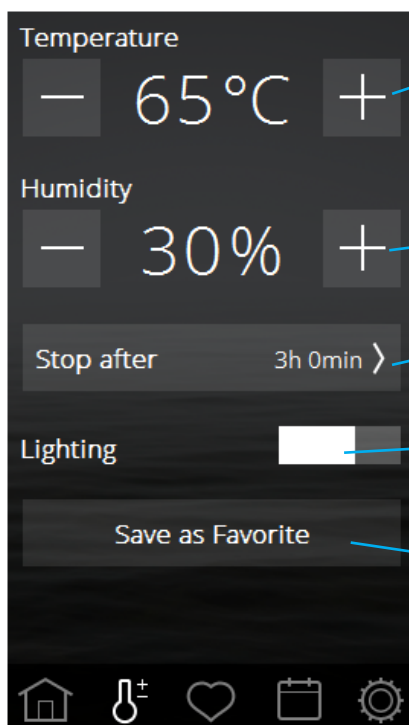 Temperature
65°C
Humidity
30%
Stop after 3h 0min
Lighting
Save as Favorite